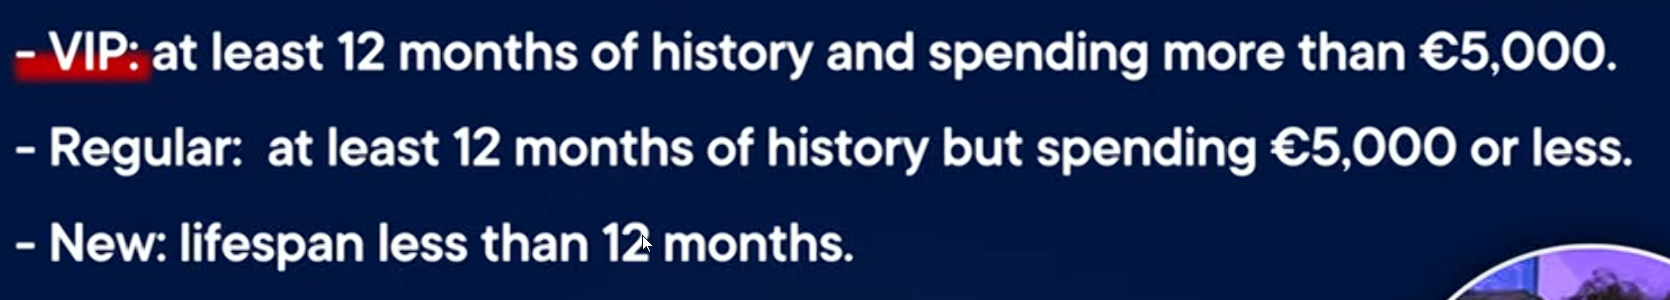 - VIP: at least 12 months of history and spending more than €5,000.
- Regular:  at least 12 months of history but spending €5,000 or less.
- New: lifespan less than 12 months.